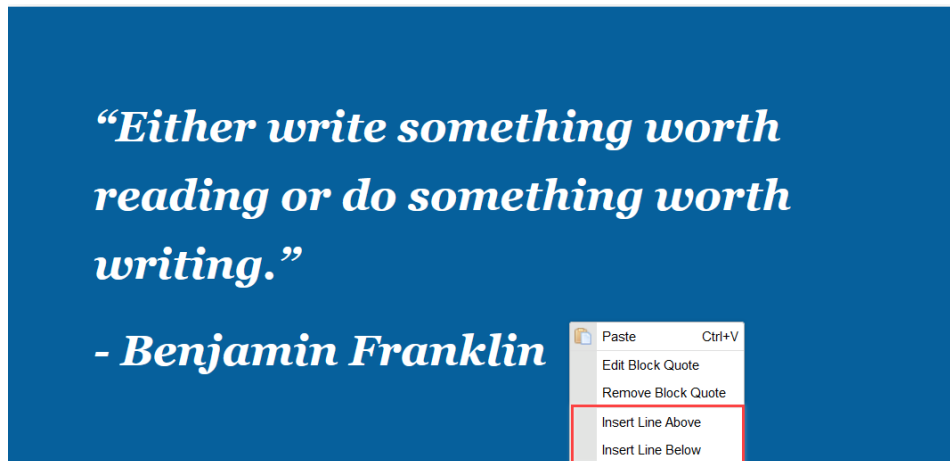 “Either write something worth
reading or do something worth
writing.”
- Benjamin Franklin
Paste Ctrl+V
Edit Block Quote
Remove Block Quote
Insert Line Above
Insert Line Below